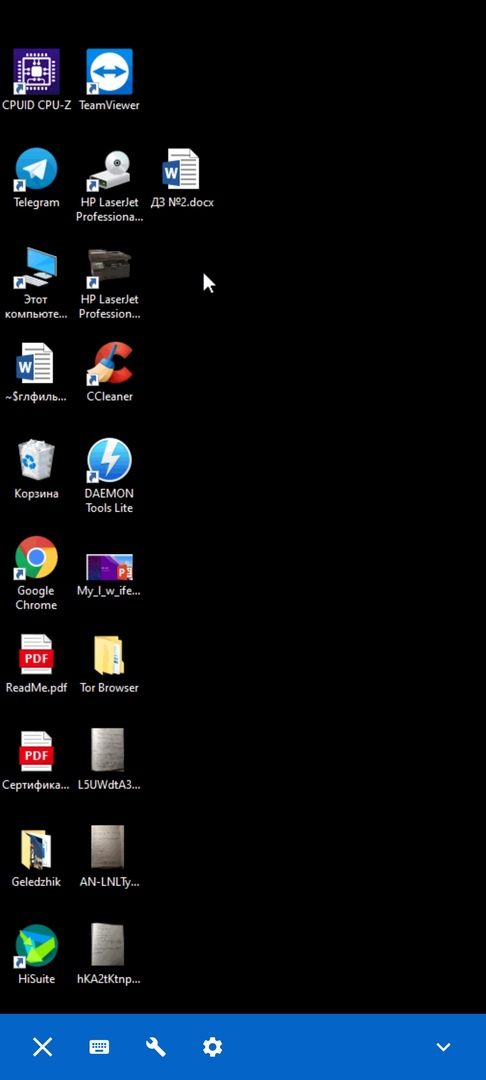 CPUID CPU-Z
TeamViewer
Telegram
HP LaserJet
Professiona...
ДЗ №2.docx
Этот
компьюте...
HP LaserJet
Profession...
~$глфиль...
CCleaner
Корзина
DAEMON
Tools Lite
Google
Chrome
My_l_w_ife...
ReadMe.pdf
Tor Browser
Сертифика...
L5UWdtA3...
Geledzhik
AN-LNLTy...
HiSuite
hKA2tKtnp...